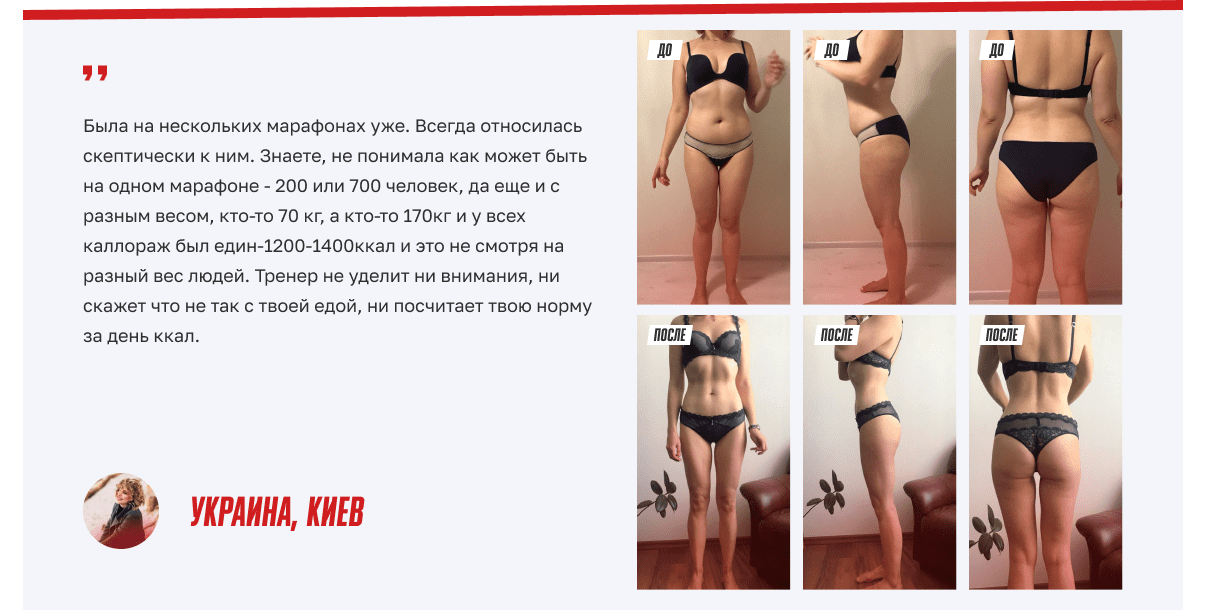 Была на нескольких марафонах уже. Всегда относилась
скептически к ним. Знаете, не понимала как может быть
на одном марафоне - 200 или 700 человек, да еще и с
разным весом, кто-то 70 кг, а кто-то 170кг и у всех
каллораж был един-1200-1400ккал и это не смотря на
разный вес людей. Тренер не уделит ни внимания, ни
скажет что не так с твоей едой, ни посчитает твою норму
за день ккал.
УКРАИНА, КИЕВ
ДО
ДО
ДО
ПОСЛЕ
ПОСЛЕ
ПОСЛЕ